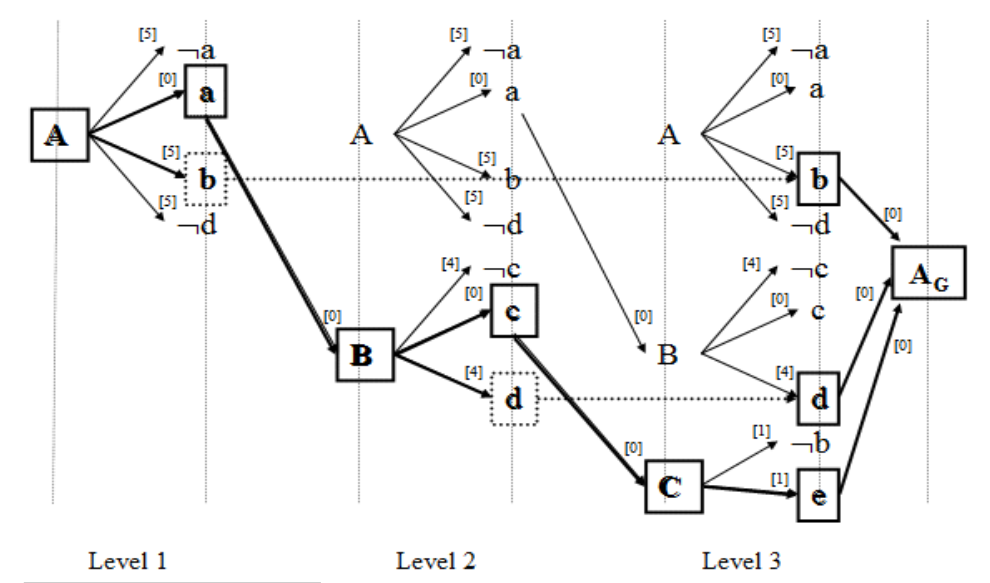 [5] ¬a [5] ¬a [5] ¬a
[0] a [0] a [0] a
A A A
[5] b [5] b [5] b
[5] ¬d [5] ¬d [5] ¬d
[0]
[4] ¬c [4] ¬c
A G
[0] c [0] c
[0]
[0] [0] [0]
B B
[4] d [4] d
[1] ¬b
[0]
C [1] e
Level 1 Level 2 Level 3